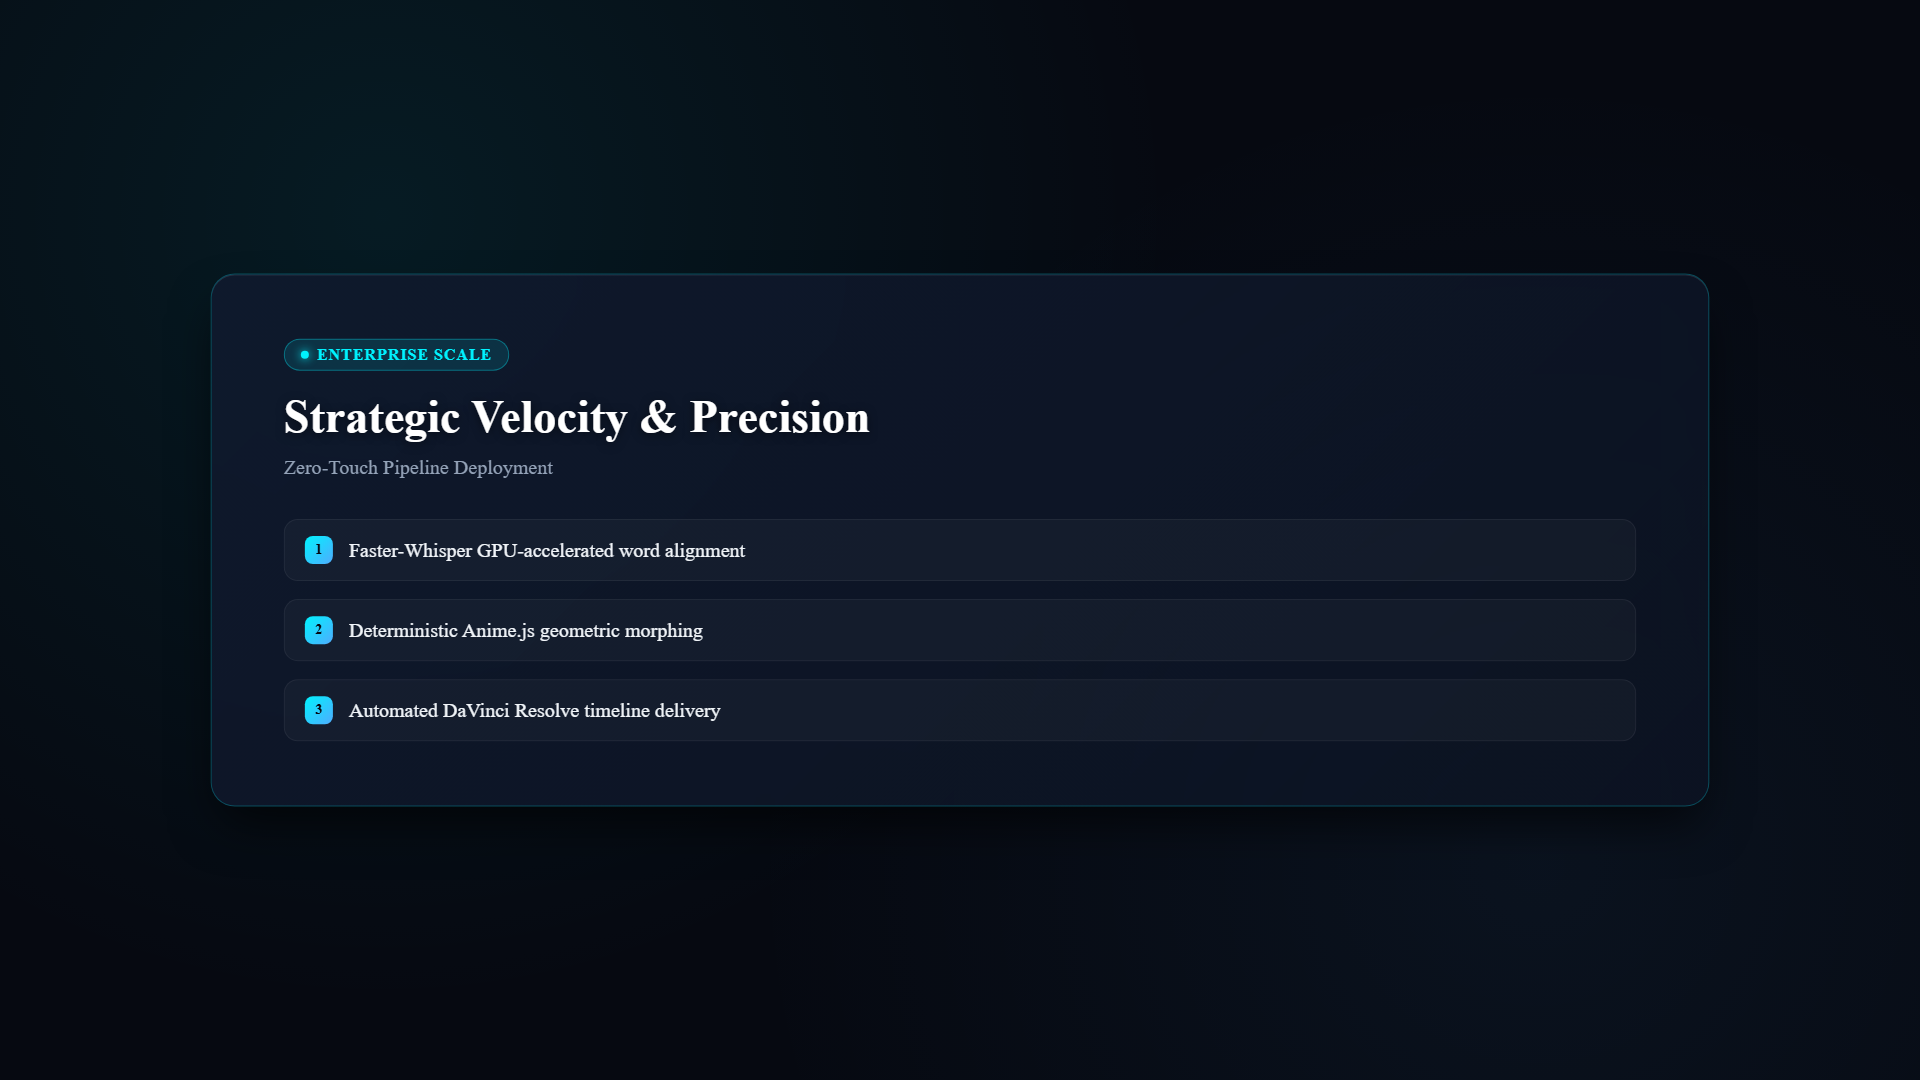 ENTERPRISE SCALE
Strategic Velocity & Precision
Zero-Touch Pipeline Deployment
1 Faster-Whisper GPU-accelerated word alignment
2 Deterministic Anime.js geometric morphing
3 Automated DaVinci Resolve timeline delivery